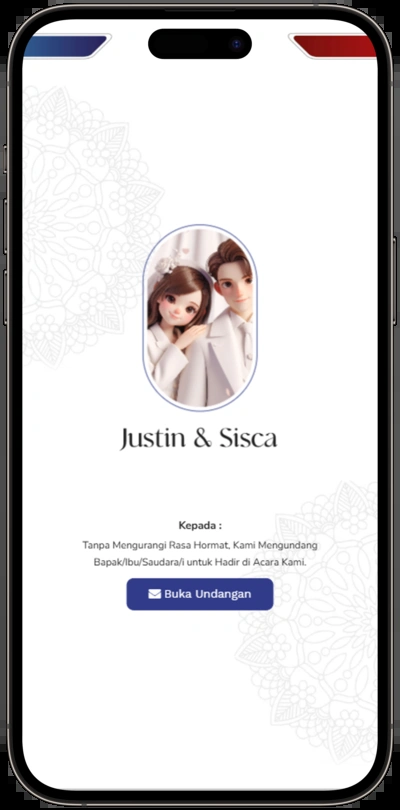 Justin & Sisca
Kepada :
Tanpa Mengurangi Rasa Hormat, Kami Mengundang
Bapak/Ibu/Saudara/i untuk Hadir di Acara Kami.
Buka Undangan